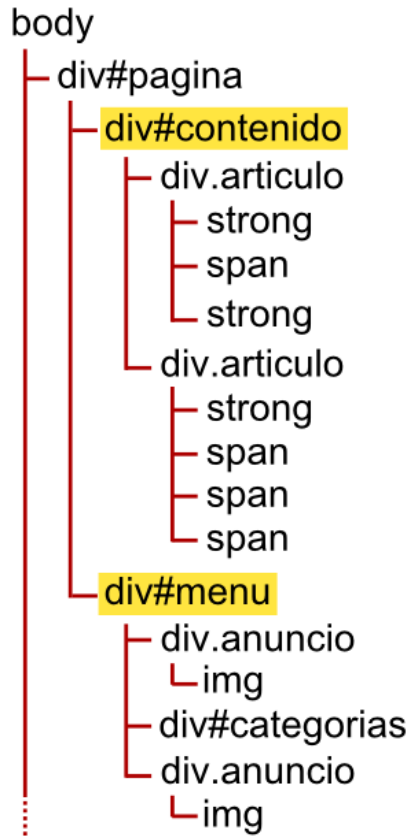 body
div#pagina
div#contenido
div.articulo
strong
span
strong
div.articulo
strong
span
span
span
div#menu
div.anuncio
img
div#categorias
div.anuncio
img